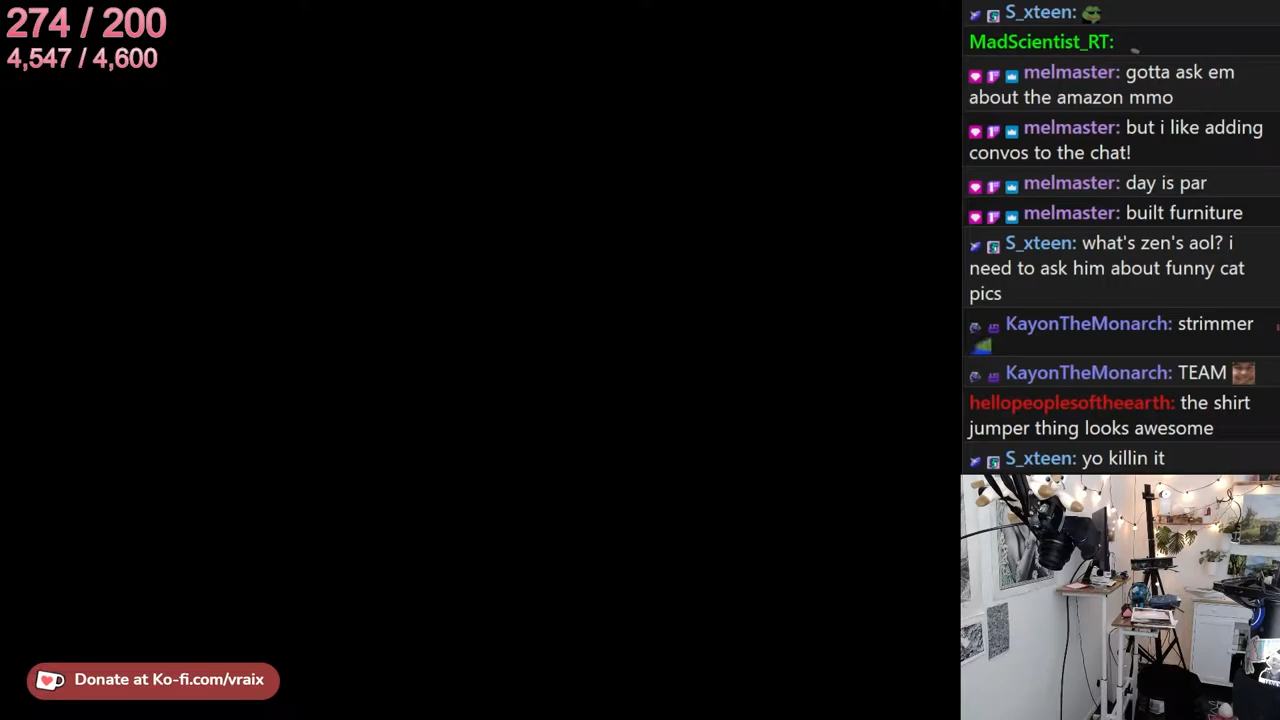 274 / 200
4,547 / 4,600
S_xteen:
MadScientist_RT:
melmaster: gotta ask em
about the amazon mmo
melmaster: but i like adding
convos to the chat!
melmaster: day is par
melmaster: built furniture
S_xteen: what's zen's aol? i
need to ask him about funny cat
pics
KayonTheMonarch: strimmer
KayonTheMonarch: TEAM
hellopeoplesoftheearth: the shirt
jumper thing looks awesome
S_xteen: yo killin it
Donate at Ko-fi.com/vraix